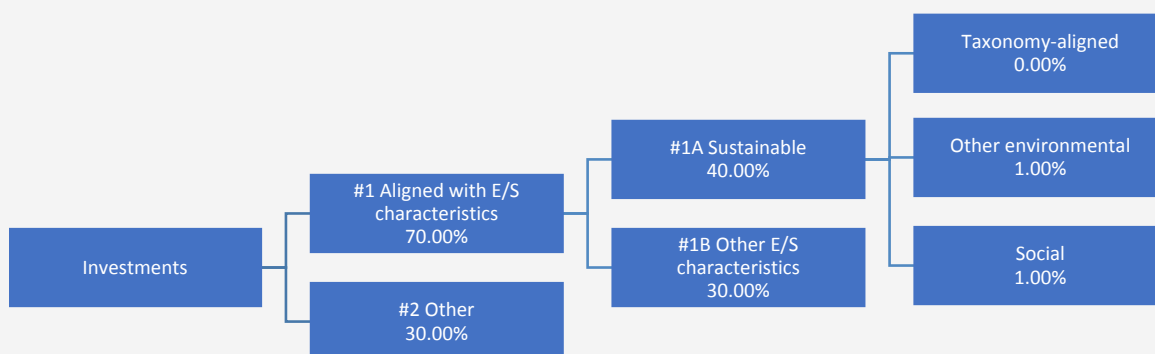 Investments
#1 Aligned with E/S
characteristics
70.00%
#2 Other
30.00%
#1A Sustainable
40.00%
#1B Other E/S
characteristics
30.00%
Taxonomy-aligned
0.00%
Other environmental
1.00%
Social
1.00%